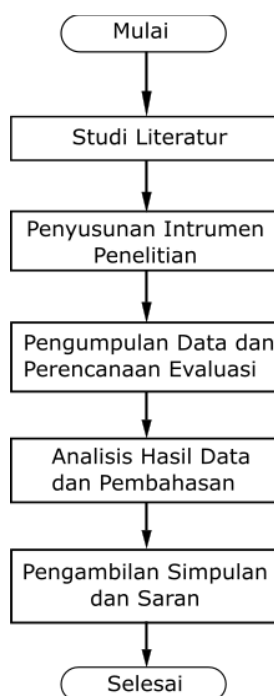 Mulai
Studi Literatur
Penyusunan Intrumen
Penelitian
Pengumpulan Data dan
Perencanaan Evaluasi
Analisis Hasil Data
dan Pembahasan
Pengambilan Simpulan
dan Saran
Selesai